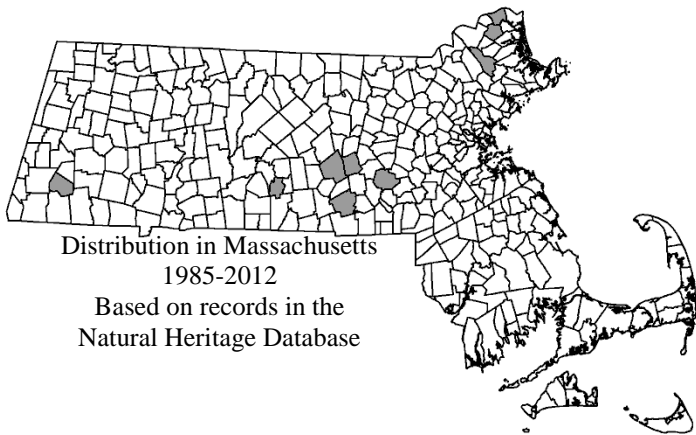 Distribution in Massachusetts
1985-2012
Based on records in the
Natural Heritage Database